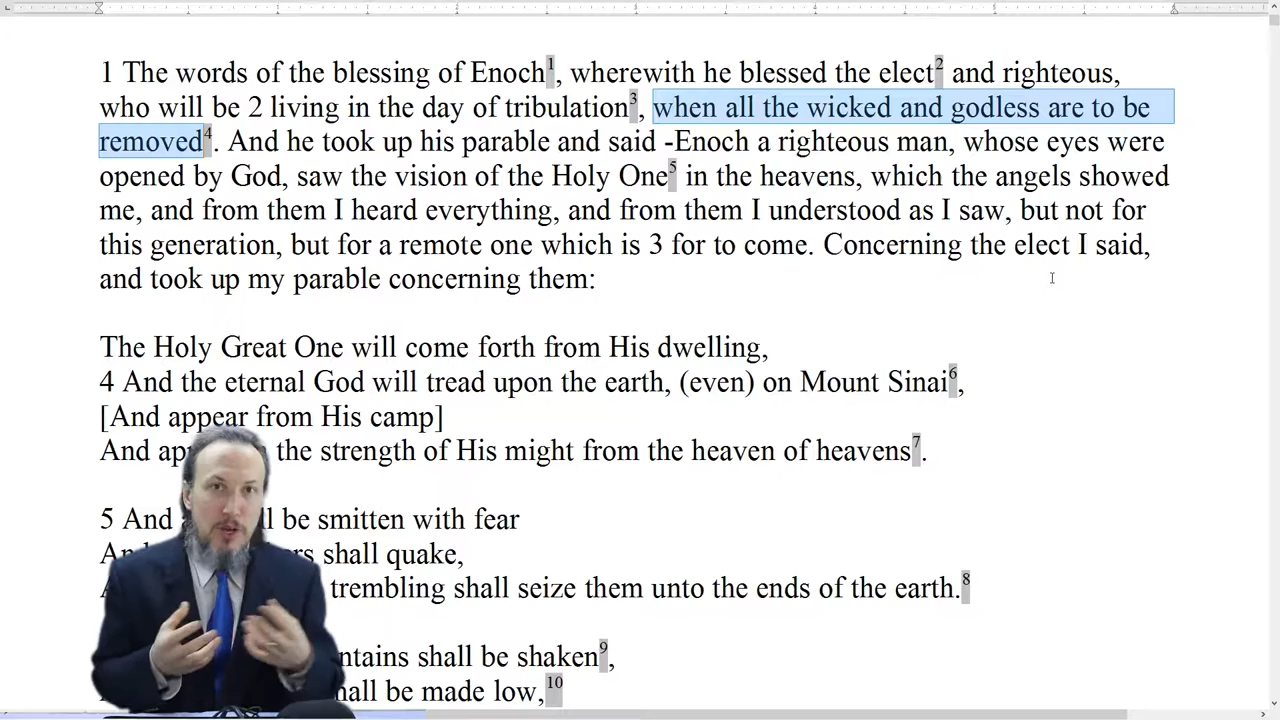 1 The words of the blessing of Enoch1, wherewith he blessed the elect2 and righteous,
who will be 2 living in the day of tribulation3, when all the wicked and godless are to be
removed4. And he took up his parable and said -Enoch a righteous man, whose eyes were
opened by God, saw the vision of the Holy One5 in the heavens, which the angels showed
me, and from them I heard everything, and from them I understood as I saw, but not for
this generation, but for a remote one which is 3 for to come. Concerning the elect I said,
and took up my parable concerning them:
The Holy Great One will come forth from His dwelling,
4 And the eternal God will tread upon the earth, (even) on Mount Sinai6,
[And appear from His camp]
And the strength of His might from the heaven of heavens7.
5 And be smitten with fear
shall quake,
trembling shall seize them unto the ends of the earth.8
shall be shaken9,
be made low,10